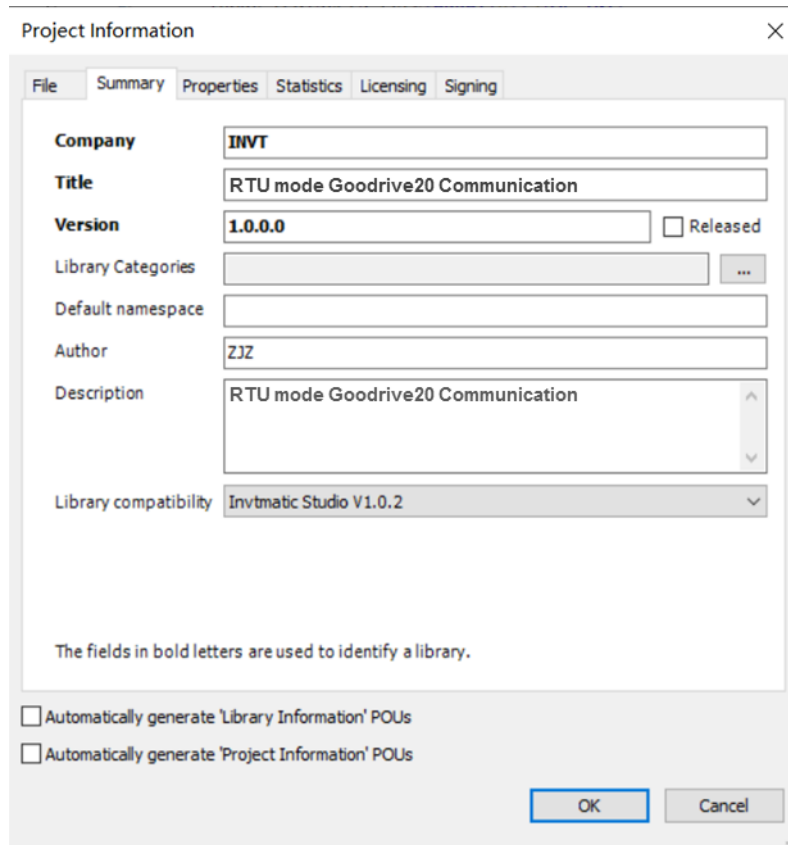 Project Information
File Summary Properties Statistics Licensing Signing
Company INVT
Title RTU mode Goodrive20 Communication
Version 1.0.0.0 Released
Library Categories ...
Default namespace
Author ZJZ
Description RTU mode Goodrive20 Communication
Library compatibility Invtmatic Studio V1.0.2
The fields in bold letters are used to identify a library.
Automatically generate 'Library Information' POUs
Automatically generate 'Project Information' POUs
OK Cancel